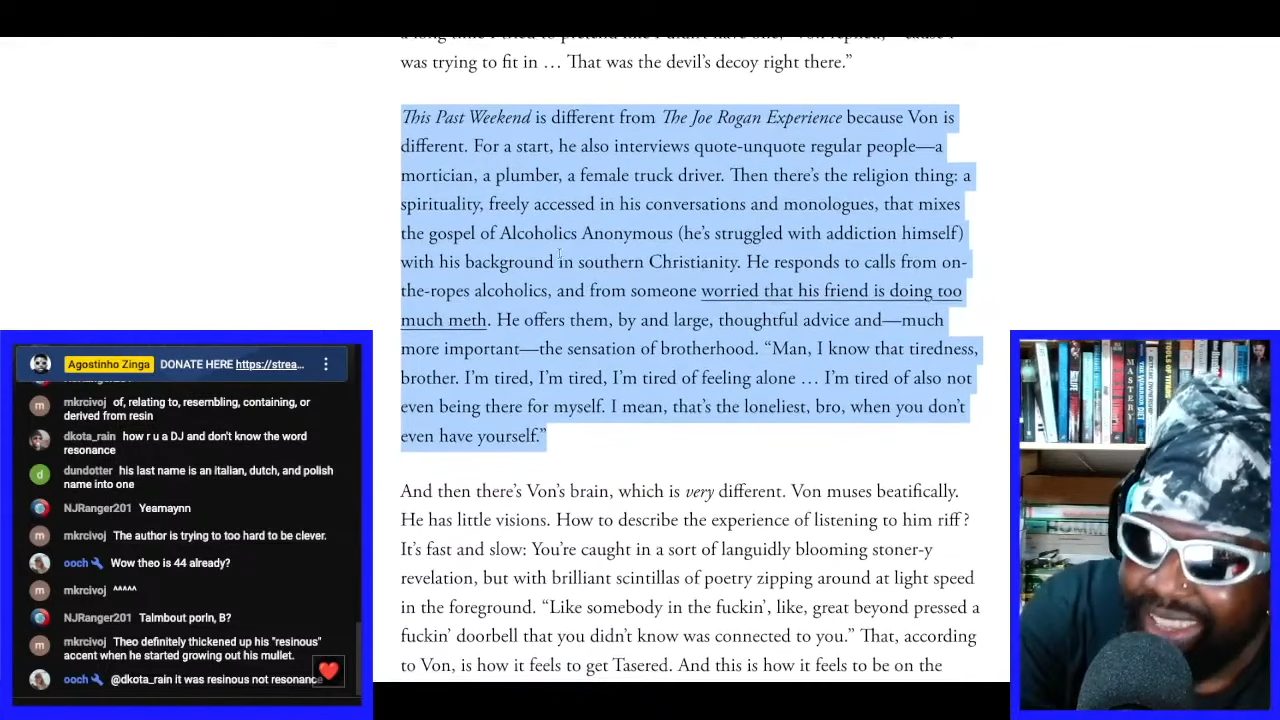 was trying to fit in … That was the devil’s decoy right there.”
This Past Weekend is different from The Joe Rogan Experience because Von is
different. For a start, he also interviews quote-unquote regular people—a
mortician, a plumber, a female truck driver. Then there’s the religion thing: a
spirituality, freely accessed in his conversations and monologues, that mixes
the gospel of Alcoholics Anonymous (he’s struggled with addiction himself)
with his background in southern Christianity. He responds to calls from on-
the-ropes alcoholics, and from someone worried that his friend is doing too
much meth. He offers them, by and large, thoughtful advice and—much
more important—the sensation of brotherhood. “Man, I know that tiredness,
brother. I’m tired, I’m tired, I’m tired of feeling alone … I’m tired of also not
even being there for myself. I mean, that’s the loneliest, bro, when you don’t
even have yourself.”
And then there’s Von’s brain, which is very different. Von muses beatifically.
He has little visions. How to describe the experience of listening to him riff?
It’s fast and slow: You’re caught in a sort of languidly blooming stoner-y
revelation, but with brilliant scintillas of poetry zipping around at light speed
in the foreground. “Like somebody in the fuckin’, like, great beyond pressed a
fuckin’ doorbell that you didn’t know was connected to you.” That, according
to Von, is how it feels to get Tasered. And this is how it feels to be on the
Agostinho Zinga DONATE HERE https://strea...
mkrcivoj of, relating to, resembling, containing, or
derived from resin
dkota_rain how r u a DJ and don't know the word
resonance
dundotter his last name is an italian, dutch, and polish
name into one
NJRanger201 Yeamaynn
mkrcivoj The author is trying to too hard to be clever.
ooch Wow theo is 44 already?
mkrcivoj ^^^^^
NJRanger201 Talmbout porln, B?
mkrcivoj Theo definitely thickened up his "resinous"
accent when he started growing out his mullet.
ooch @dkota_rain it was resinous not resonance
MASTERY
THE WARRIOR DIET
TOOLS OF TITANS